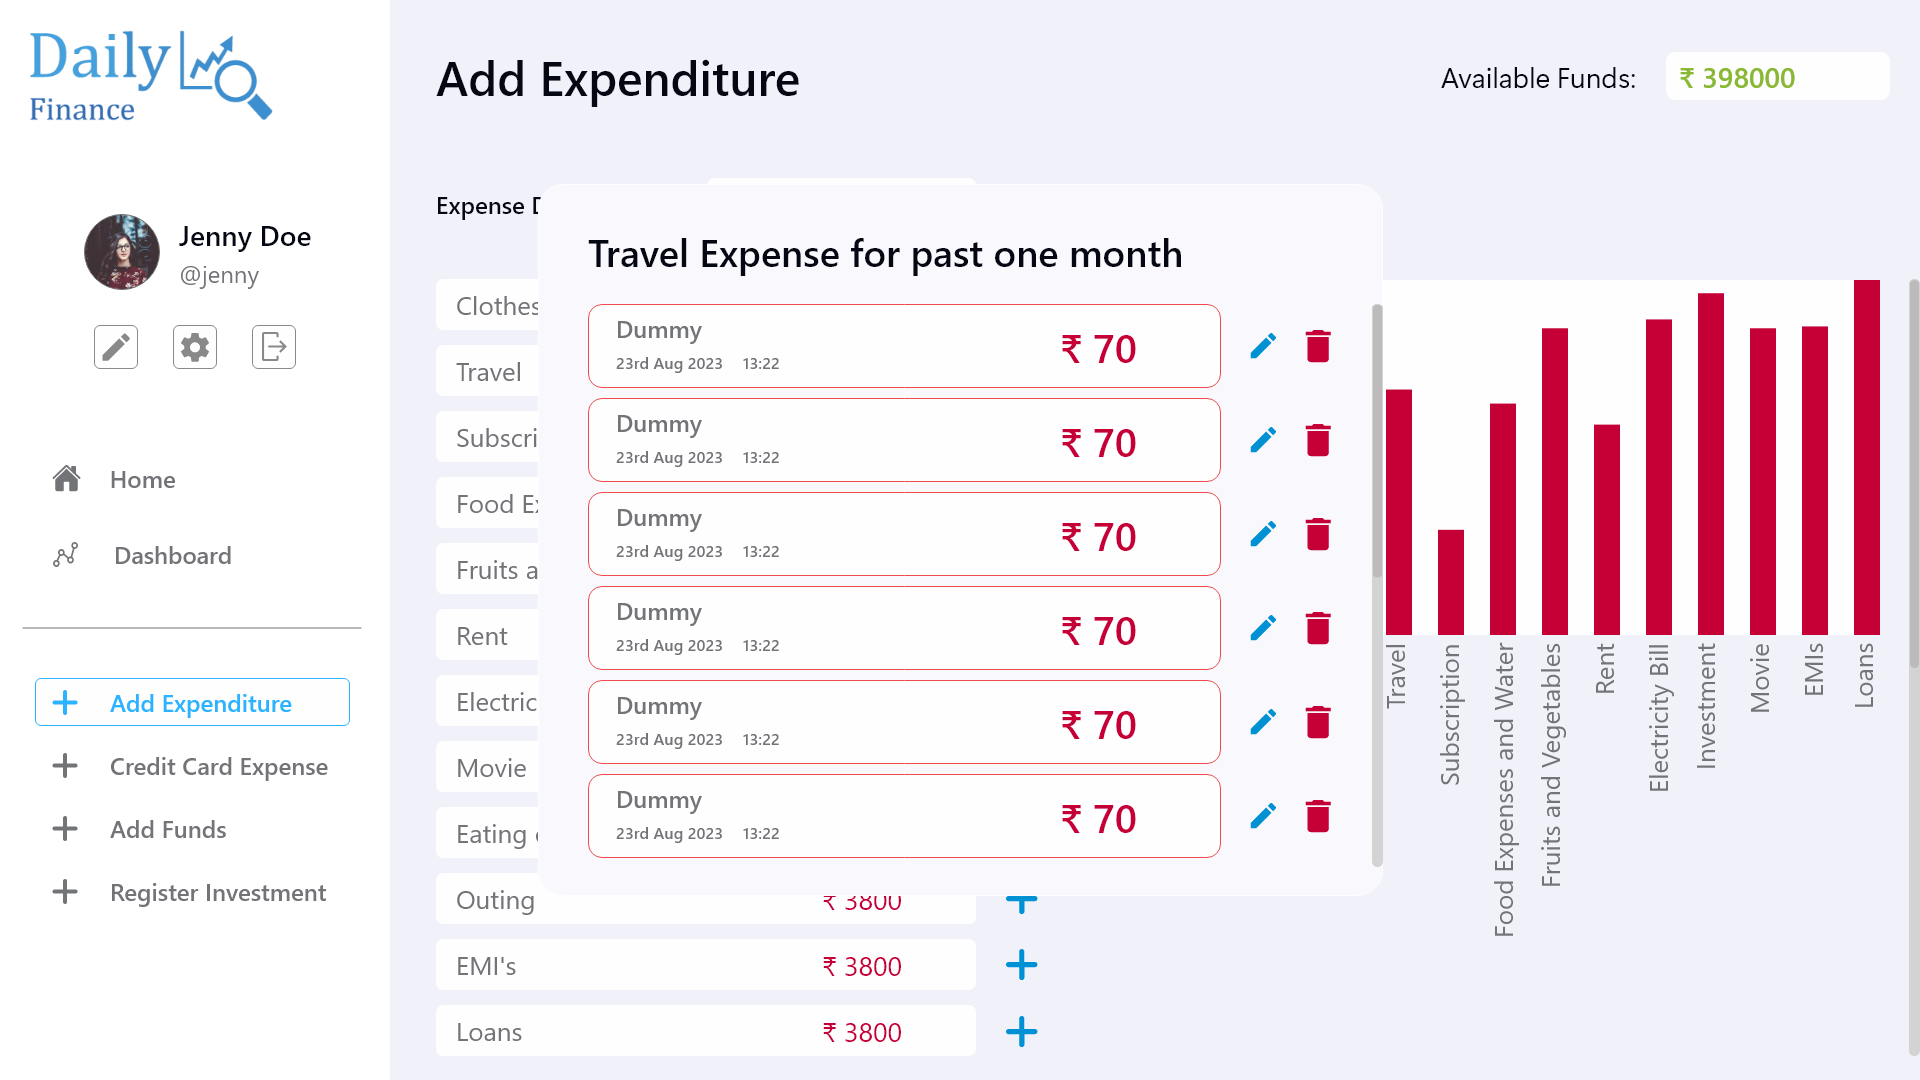 Daily
Finance
Jenny Doe
@jenny
Home
Dashboard
Add Expenditure
Credit Card Expense
Add Funds
Register Investment
Add Expenditure
Available Funds:
₹ 398000
Expense
Clothes
Travel
Food
Fruits
Rent
Movie
Eating
Outing
₹ 3800
EMI's
₹ 3800
Loans
₹ 3800
Travel Expense for past one month
Dummy
23rd Aug 2023 13:22
₹ 70
Dummy
23rd Aug 2023 13:22
₹ 70
Dummy
23rd Aug 2023 13:22
₹ 70
Dummy
23rd Aug 2023 13:22
₹ 70
Dummy
23rd Aug 2023 13:22
₹ 70
Dummy
23rd Aug 2023 13:22
₹ 70
Travel
Subscription
Food Expenses and Water
Fruits and Vegetables
Rent
Electricity Bill
Investment
Movie
EMIs
Loans